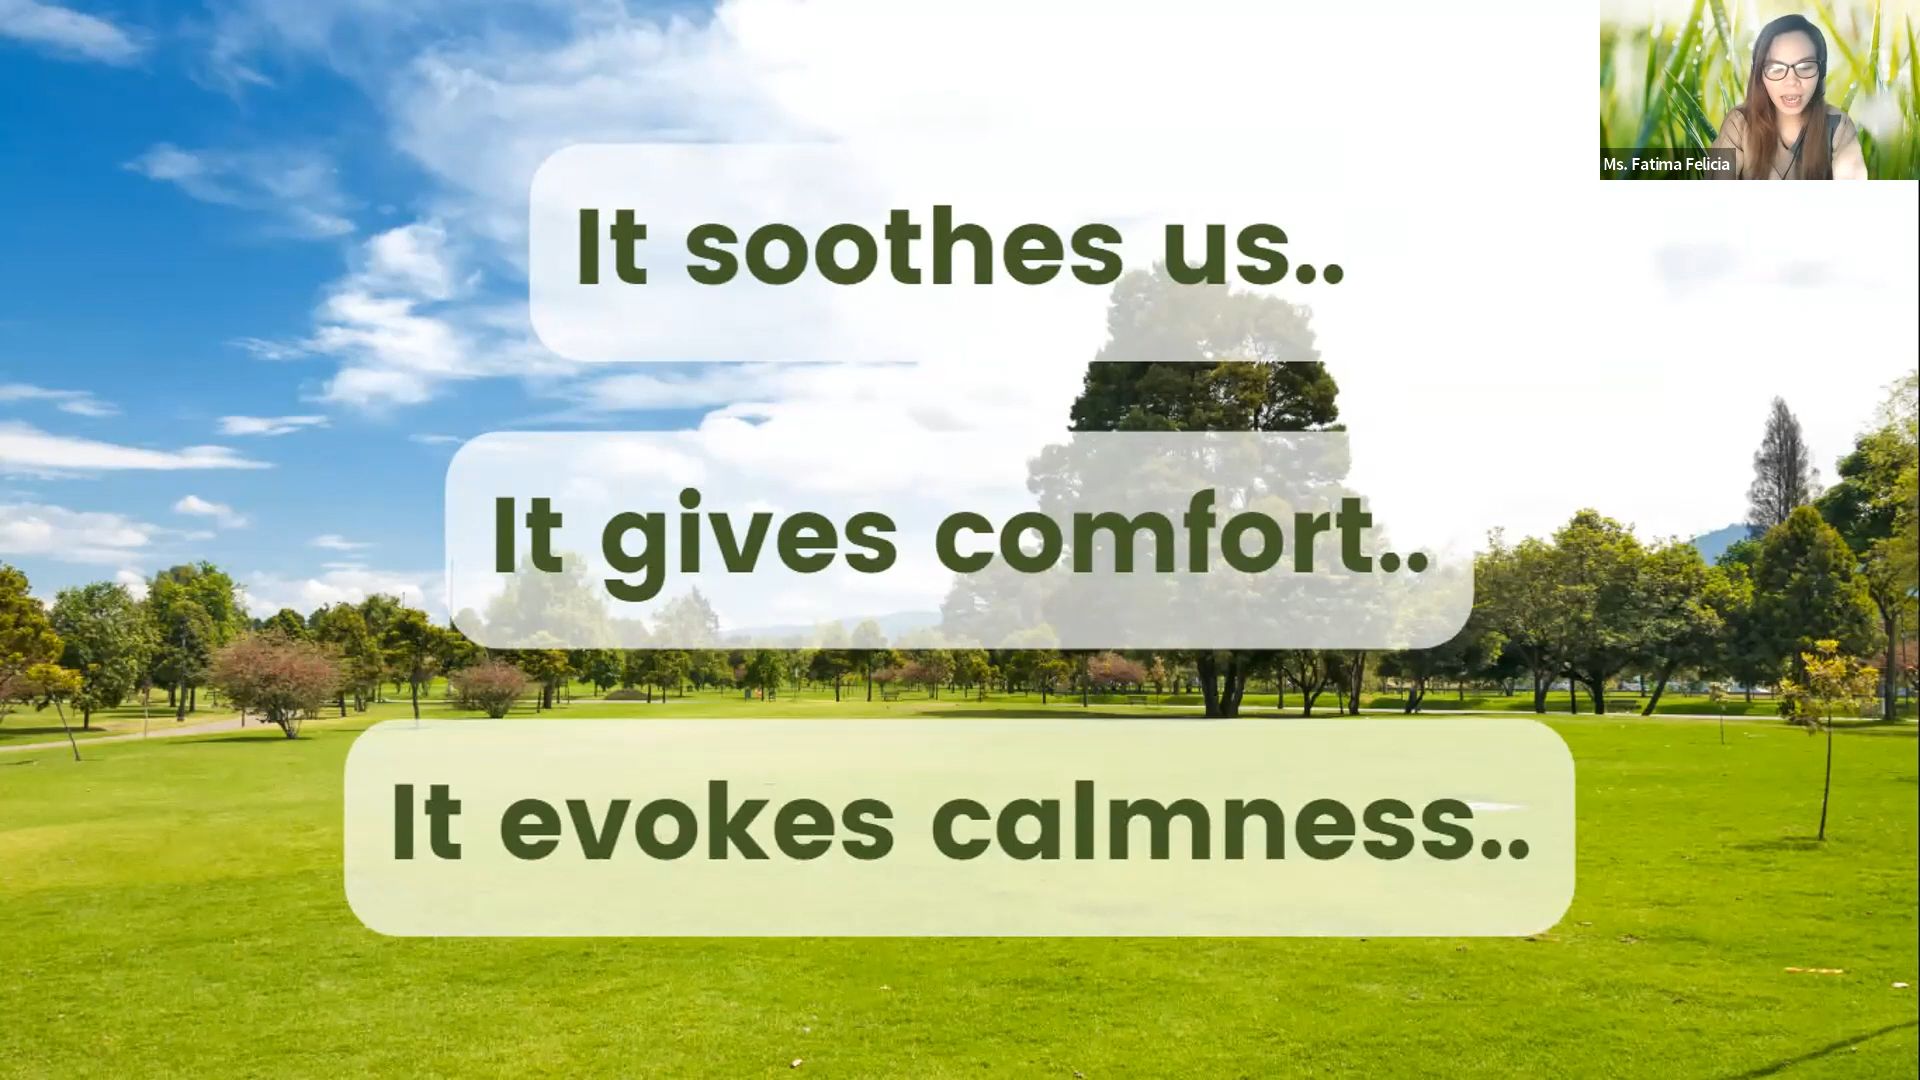 Ms. Fatima Felicia
It soothes us..
It gives comfort..
It evokes calmness..